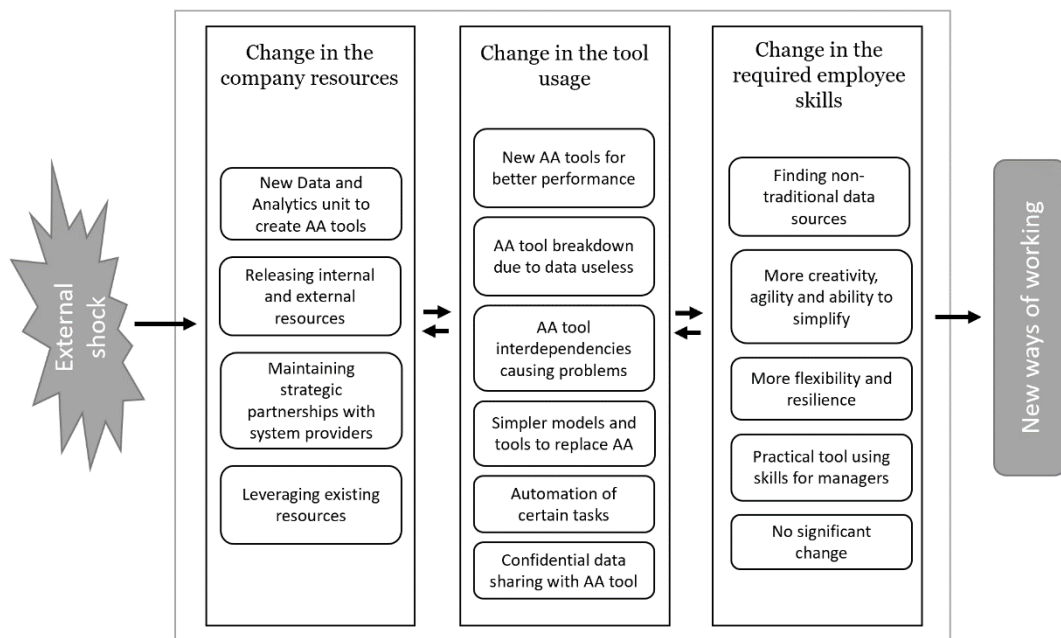 External
shock
Change in the
company resources
New Data and
Analytics unit to
create AA tools
Releasing internal
and external
resources
Maintaining
strategic
partnerships with
system providers
Leveraging existing
resources
Change in the tool
usage
New AA tools for
better performance
AA tool breakdown
due to data useless
AA tool
interdependencies
causing problems
Simpler models and
tools to replace AA
Automation of
certain tasks
Confidential data
sharing with AA tool
Change in the
required employee
skills
Finding non-
traditional data
sources
More creativity,
agility and ability to
simplify
More flexibility and
resilience
Practical tool using
skills for managers
No significant
change
New ways of working